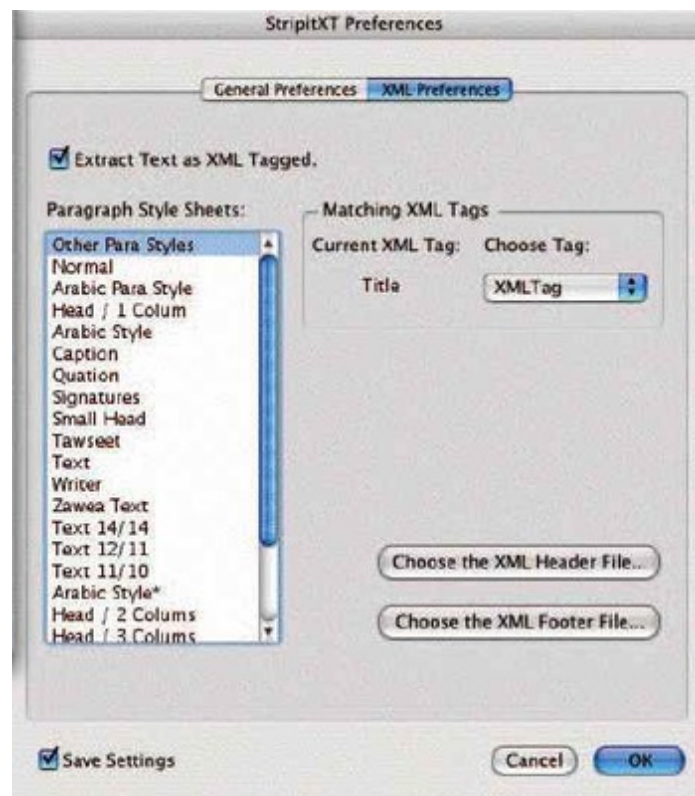 StripitXT Preferences
General Preferences XML Preferences
Extract Text as XML Tagged.
Paragraph Style Sheets:
Other Para Styles
Normal
Arabic Para Style
Head / 1 Colum
Arabic Style
Caption
Quation
Signatures
Small Head
Tawseet
Text
Writer
Zawea Text
Text 14/14
Text 12/11
Text 11/10
Arabic Style*
Head / 2 Colums
Head / 3 Colums
Matching XML Tags
Current XML Tag: Choose Tag:
Title XMLTag
Choose the XML Header File...
Choose the XML Footer File...
Save Settings
Cancel OK